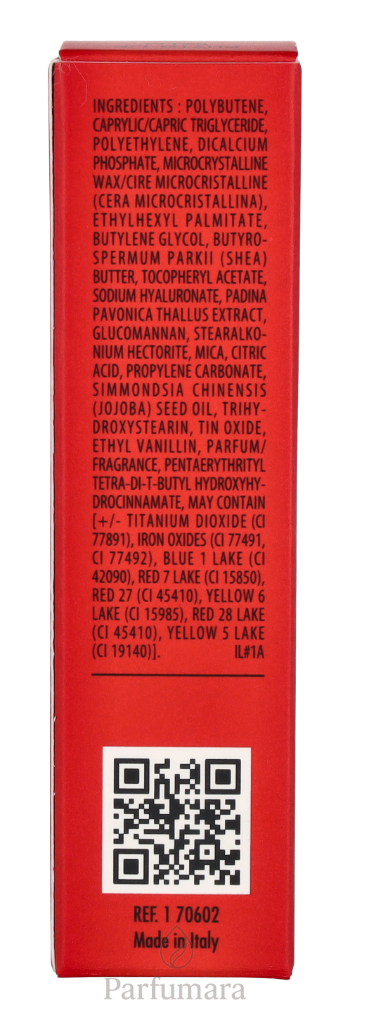 INGREDIENTS : POLYBUTENE,
CAPRYLIC/CAPRIC TRIGLYCERIDE,
POLYETHYLENE, DICALCIUM
PHOSPHATE, MICROCRYSTALLINE
WAX/CIRE MICROCRISTALLINE
(CERA MICROCRISTALLINA),
ETHYLHEXYL PALMITATE,
BUTYLENE GLYCOL, BUTYRO-
SPERMUM PARKII (SHEA)
BUTTER, TOCOPHERYL ACETATE,
SODIUM HYALURONATE, PADINA
PAVONICA THALLUS EXTRACT,
GLUCOMANNAN, STEARALKO-
NIUM HECTORITE, MICA, CITRIC
ACID, PROPYLENE CARBONATE,
SIMMONDSIA CHINENSIS
(JOJOBA) SEED OIL, TRIHY-
DROXYSTEARIN, TIN OXIDE,
ETHYL VANILLIN, PARFUM/
FRAGRANCE, PENTAERYTHRITYL
TETRA-DI-T-BUTYL HYDROXYHY-
DROCINNAMATE, MAY CONTAIN
[+/- TITANIUM DIOXIDE (CI
77891), IRON OXIDES (CI 77491,
CI 77492), BLUE 1 LAKE (CI
42090), RED 7 LAKE (CI 15850),
RED 27 (CI 45410), YELLOW 6
LAKE (CI 15985), RED 28 LAKE
(CI 45410), YELLOW 5 LAKE
(CI 19140)]. IL#1A
REF. 1 70602
Made in Italy
Parfumara